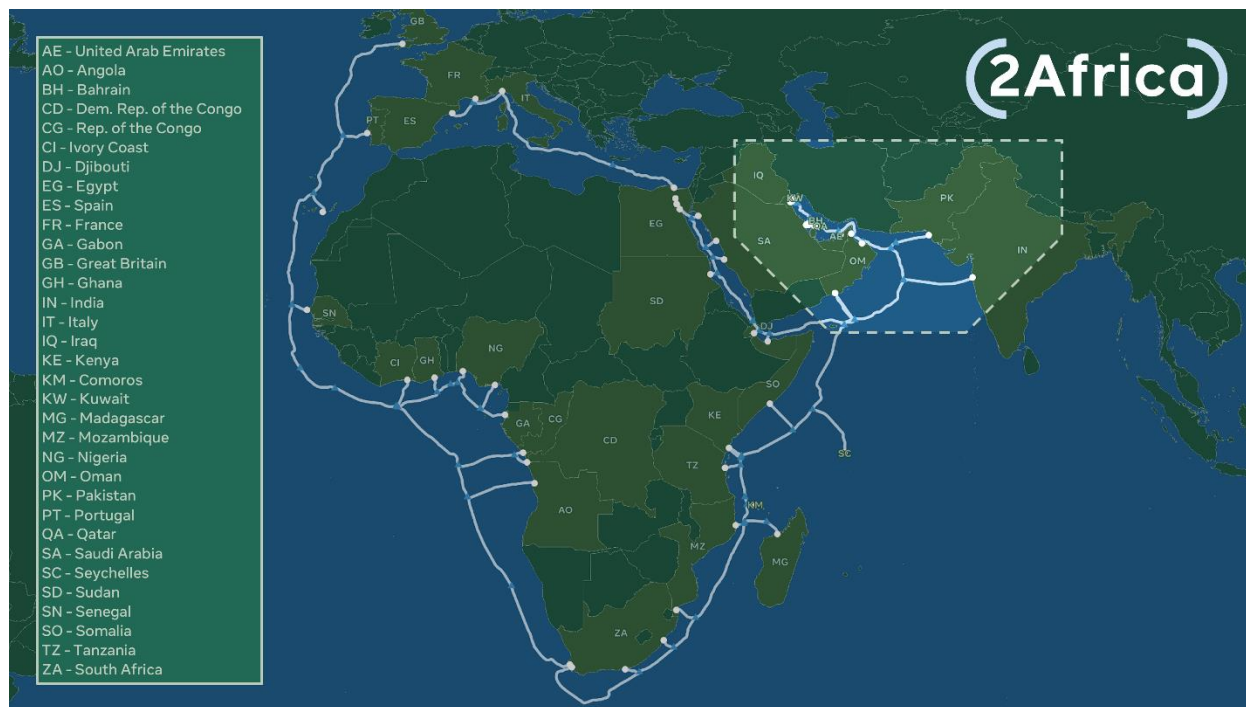 AE – United Arab Emirates
AO – Angola
BH – Bahrain
CD – Dem. Rep. of the Congo
CG – Rep. of the Congo
CI – Ivory Coast
DJ – Djibouti
EG – Egypt
ES – Spain
FR – France
GA – Gabon
GB – Great Britain
GH – Ghana
IN – India
IT – Italy
IQ – Iraq
KE – Kenya
KM – Comoros
KW – Kuwait
MG – Madagascar
MZ – Mozambique
NG – Nigeria
OM – Oman
PK – Pakistan
PT – Portugal
QA – Qatar
SA – Saudi Arabia
SC – Seychelles
SD – Sudan
SN – Senegal
SO – Somalia
TZ – Tanzania
ZA – South Africa
(2Africa)
GB
FR
IT
PT
ES
IQ
KW
PK
BH
QA
EG
AE
SA
IN
OM
SD
SN
DJ
NG
CI
GH
SO
KE
GA
CG
CD
SC
TZ
KM
AO
MZ
MG
ZA